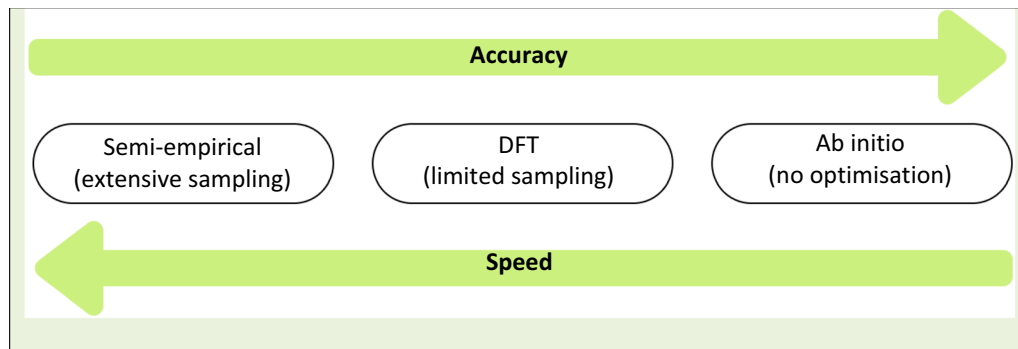 Accuracy
Semi-empirical
(extensive sampling)
DFT
(limited sampling)
Ab initio
(no optimisation)
Speed